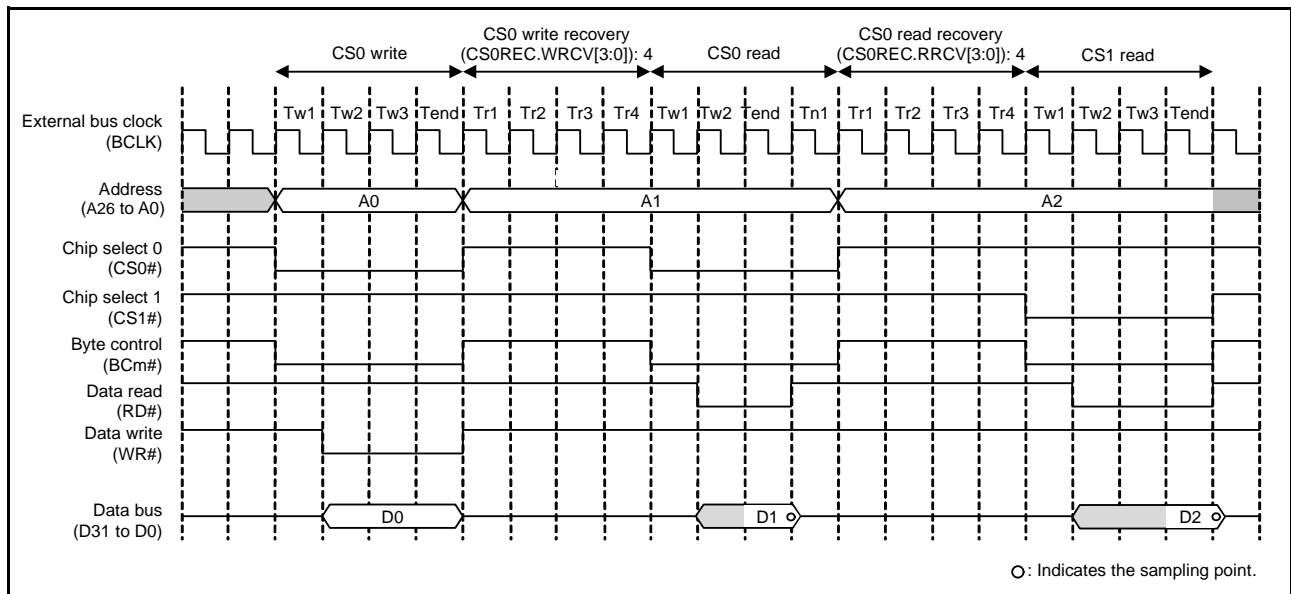 CS0 write
CS0 write recovery
(CS0REC.WRCV[3:0]): 4
CS0 read
CS0 read recovery
(CS0REC.RRCV[3:0]): 4
CS1 read
Tw1 Tw2 Tw3 Tend Tr1 Tr2 Tr3 Tr4 Tw1 Tw2 Tend Tn1 Tr1 Tr2 Tr3 Tr4 Tw1 Tw2 Tw3 Tend
External bus clock
(BCLK)
Address
(A26 to A0)
A0 A1 A2
Chip select 0
(CS0#)
Chip select 1
(CS1#)
Byte control
(BCm#)
Data read
(RD#)
Data write
(WR#)
Data bus
(D31 to D0)
D0 D1 D2
: Indicates the sampling point.